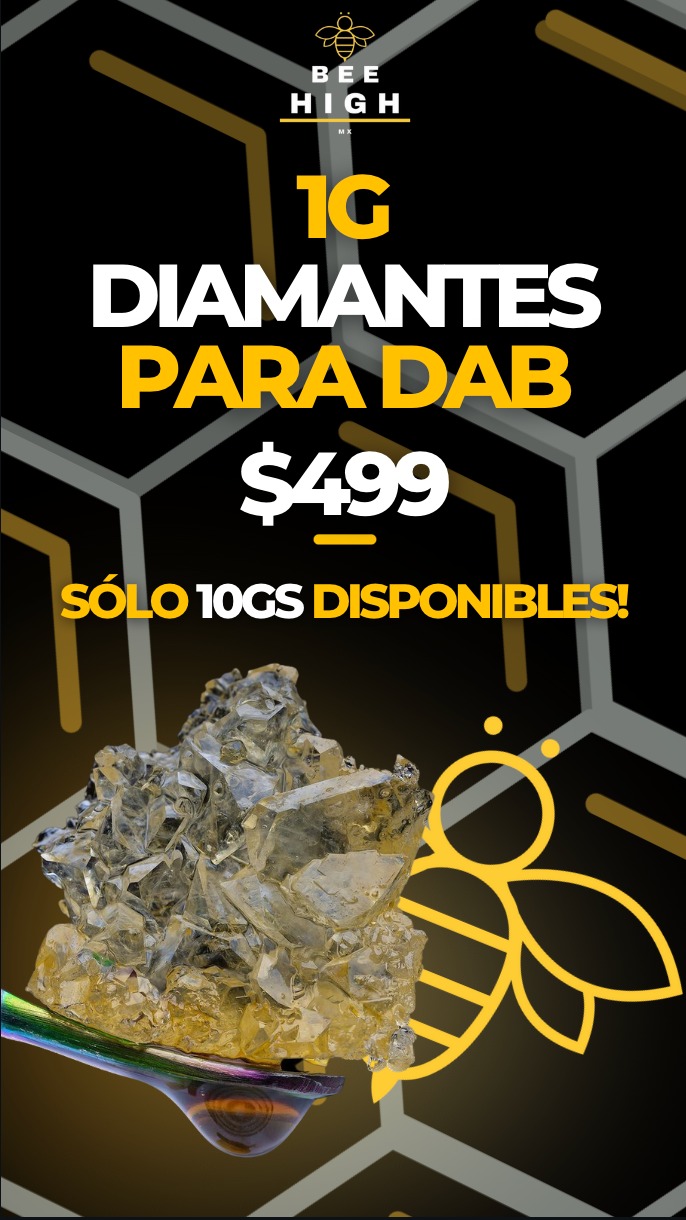 BEE
HIGH
MX
1G
DIAMANTES
PARA DAB
$499
SÓLO 10GS DISPONIBLES!